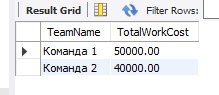 Result Grid Filter Rows:
TeamName TotalWorkCost
Команда 1 50000.00
Команда 2 40000.00